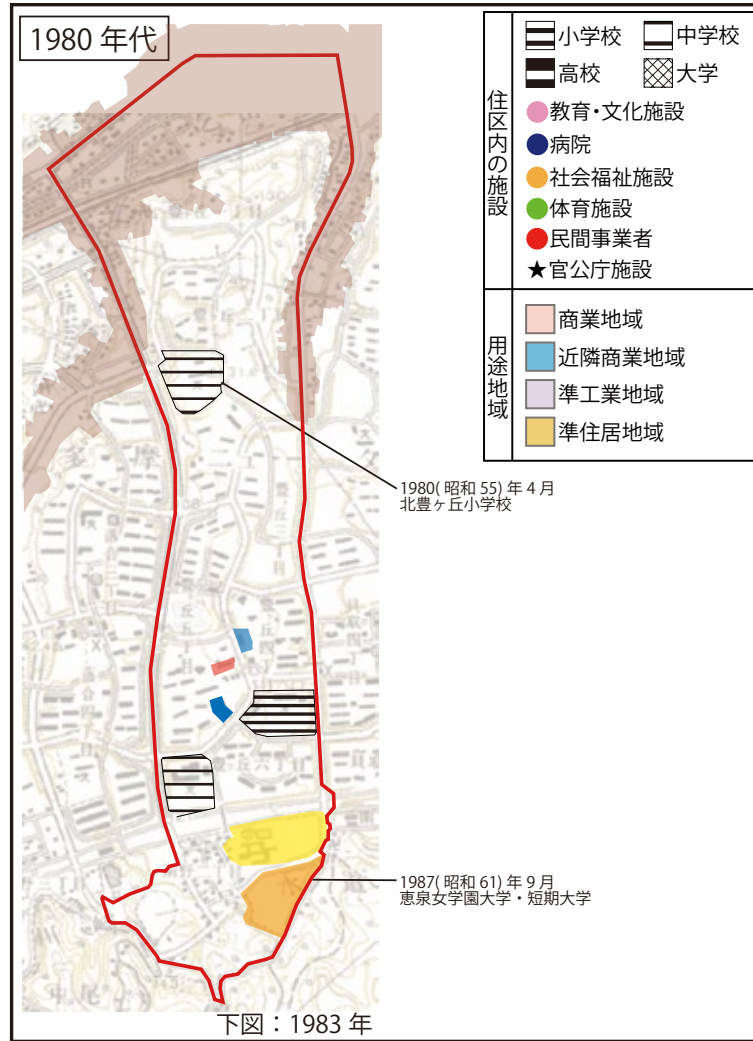 1980 年代
住区内の施設
小学校
中学校
高校
大学
教育・文化施設
病院
社会福祉施設
体育施設
民間事業者
★官公庁施設
用途地域
商業地域
近隣商業地域
準工業地域
準住居地域
1980( 昭和 55) 年 4 月
北豊ヶ丘小学校
1987( 昭和 61) 年 9 月
恵泉女学園大学・短期大学
多摩
下図：1983 年